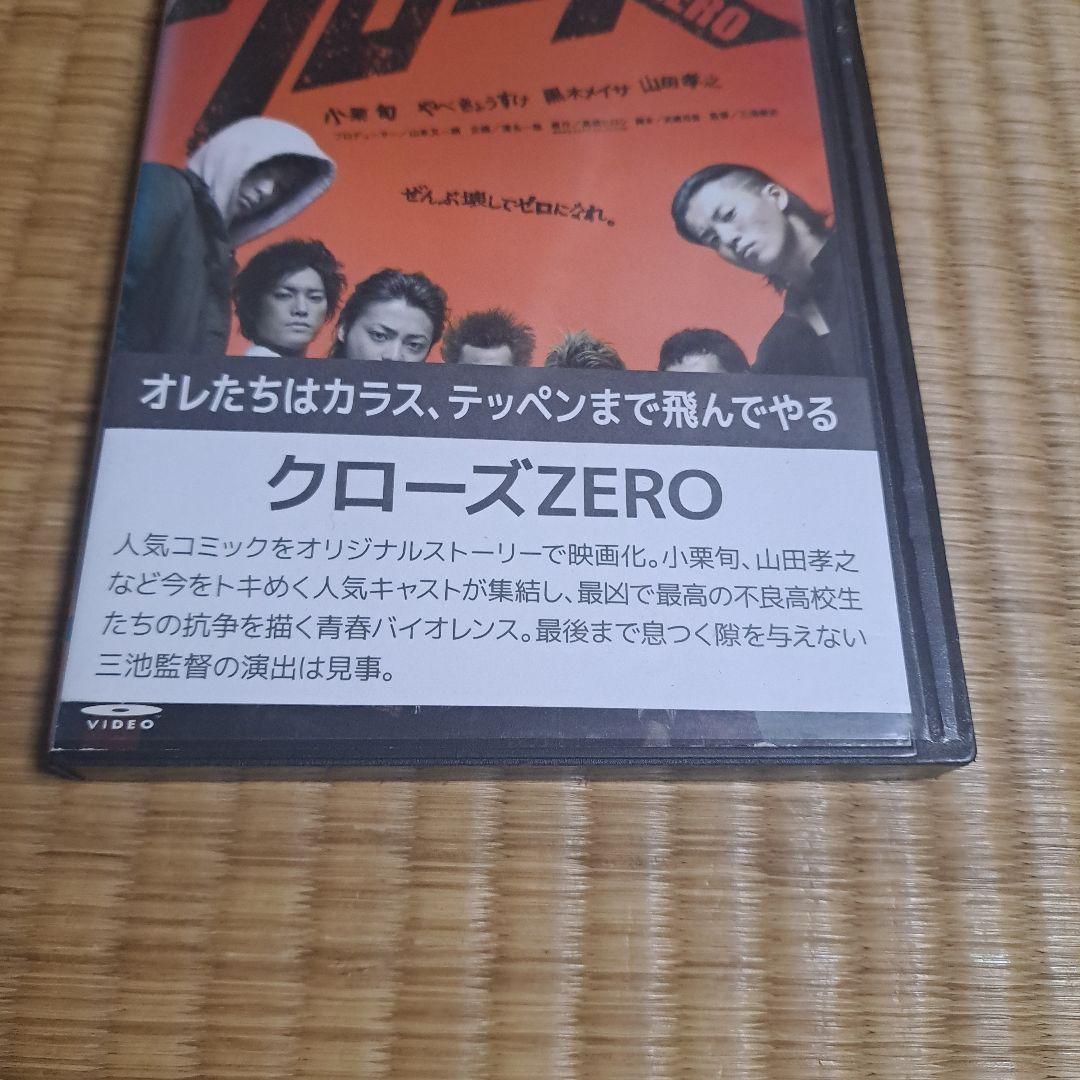 クローズ
ZERO
小栗旬 やべきょうすけ 黒木メイサ 山田孝之
ぜんぶ壊してゼロになれ。
オレたちはカラス、テッペンまで飛んでやる
クローズZERO
人気コミックをオリジナルストーリーで映画化。小栗旬、山田孝之
など今をトキめく人気キャストが集結し、最凶で最高の不良高校生
たちの抗争を描く青春バイオレンス。最後まで息つく隙を与えない
三池監督の演出は見事。
VIDEO